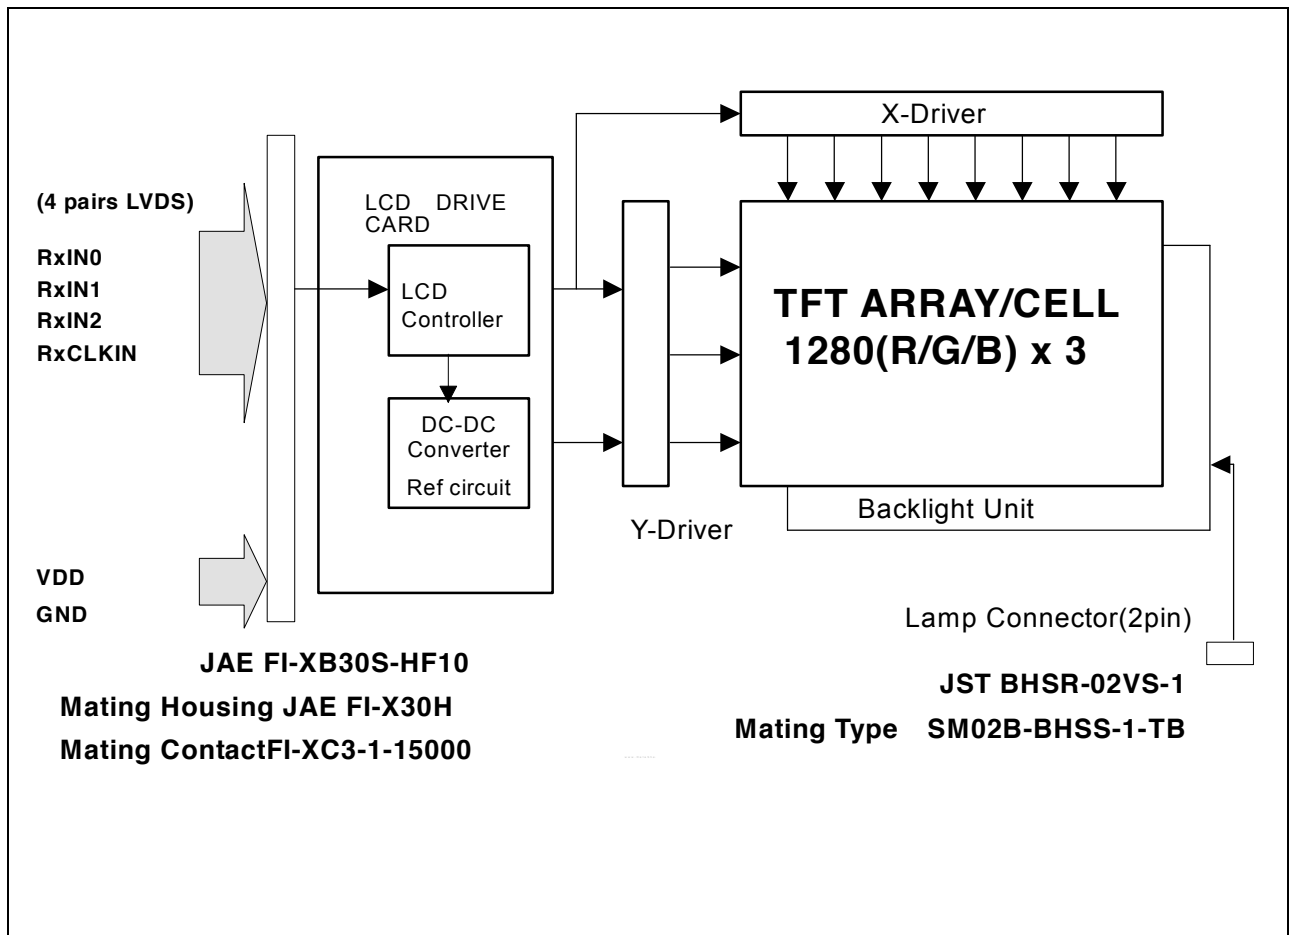 X-Driver
(4 pairs LVDS)
RxIN0
RxIN1
RxIN2
RxCLKIN
LCD DRIVE
CARD
LCD
Controller
DC-DC
Converter
Ref circuit
TFT ARRAY/CELL
1280(R/G/B) x 3
Backlight Unit
Y-Driver
VDD
GND
Lamp Connector(2pin)
JAE FI-XB30S-HF10
Mating Housing JAE FI-X30H
Mating ContactFI-XC3-1-15000
JST BHSR-02VS-1
Mating Type SM02B-BHSS-1-TB